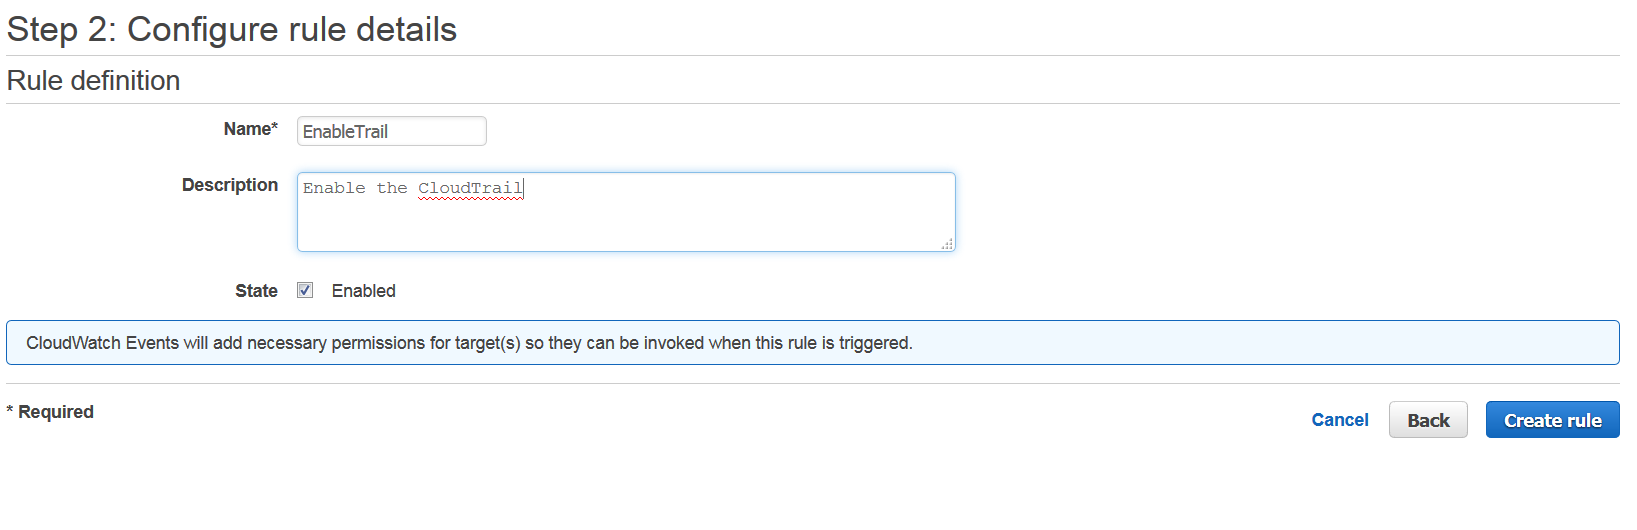 Step 2: Configure rule details
Rule definition
Name* EnableTrail
Description Enable the CloudTrail
State Enabled
CloudWatch Events will add necessary permissions for target(s) so they can be invoked when this rule is triggered.
* Required Cancel Back Create rule